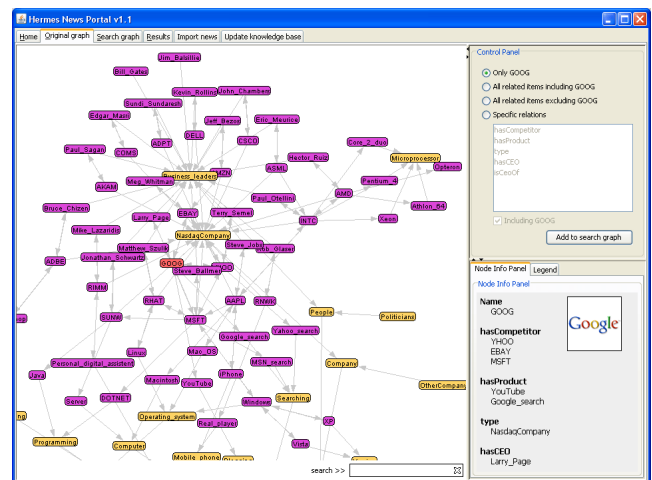 Hermes News Portal v1.1
Home Original graph Search graph Results Import news Update knowledge base
Jim_Balsillie
Bill_Gates
Kevin_Rollins John_Chambers
Sundi_Sundaresh
Edgar_Masri
Jeff_Bezos Eric_Meurice
DELL
ADPT CSCO
Core_2_duo
Paul_Sagan
COMS
Hector_Ruiz
Microprocessor
ASML
Opteron
Business_leaders
AMZN
Meg_Whitman
Pentium_4
AKAM
AMD
Paul_Otellini
Athlon_64
Bruce_Chizen
EBAY Terry_Semel
Larry_Page
INTC Xeon
Mike_Lazaridis
NasdaqCompany
Matthew_Szulik
Steve_Jobs
Rob_Glaser
Jonathan_Schwartz
ADBE
GOOG
YHOO
Steve_Ballmer
RIMM
RHAT AAPL RNWK
People
Politicians
SUNW
MSFT
Yahoo_search
Google_search
Linux Mac_OS
Personal_digital_assistent
MSN_search
Company
Java
iPhone
Macintosh YouTube
OtherCompany
Server DOTNET
Searching
Windows
Operating_system
Real_player
XP
Programming
Computer
Vista
Mobile_phone
search >>
Control Panel
Only GOOG
All related items including GOOG
All related items excluding GOOG
Specific relations
hasCompetitor
hasProduct
type
hasCEO
isCeoOf
Including GOOG
Add to search graph
Node Info Panel Legend
Node Info Panel
Name
GOOG
Google
hasCompetitor
YHOO
EBAY
MSFT
hasProduct
YouTube
Google_search
type
NasdaqCompany
hasCEO
Larry_Page